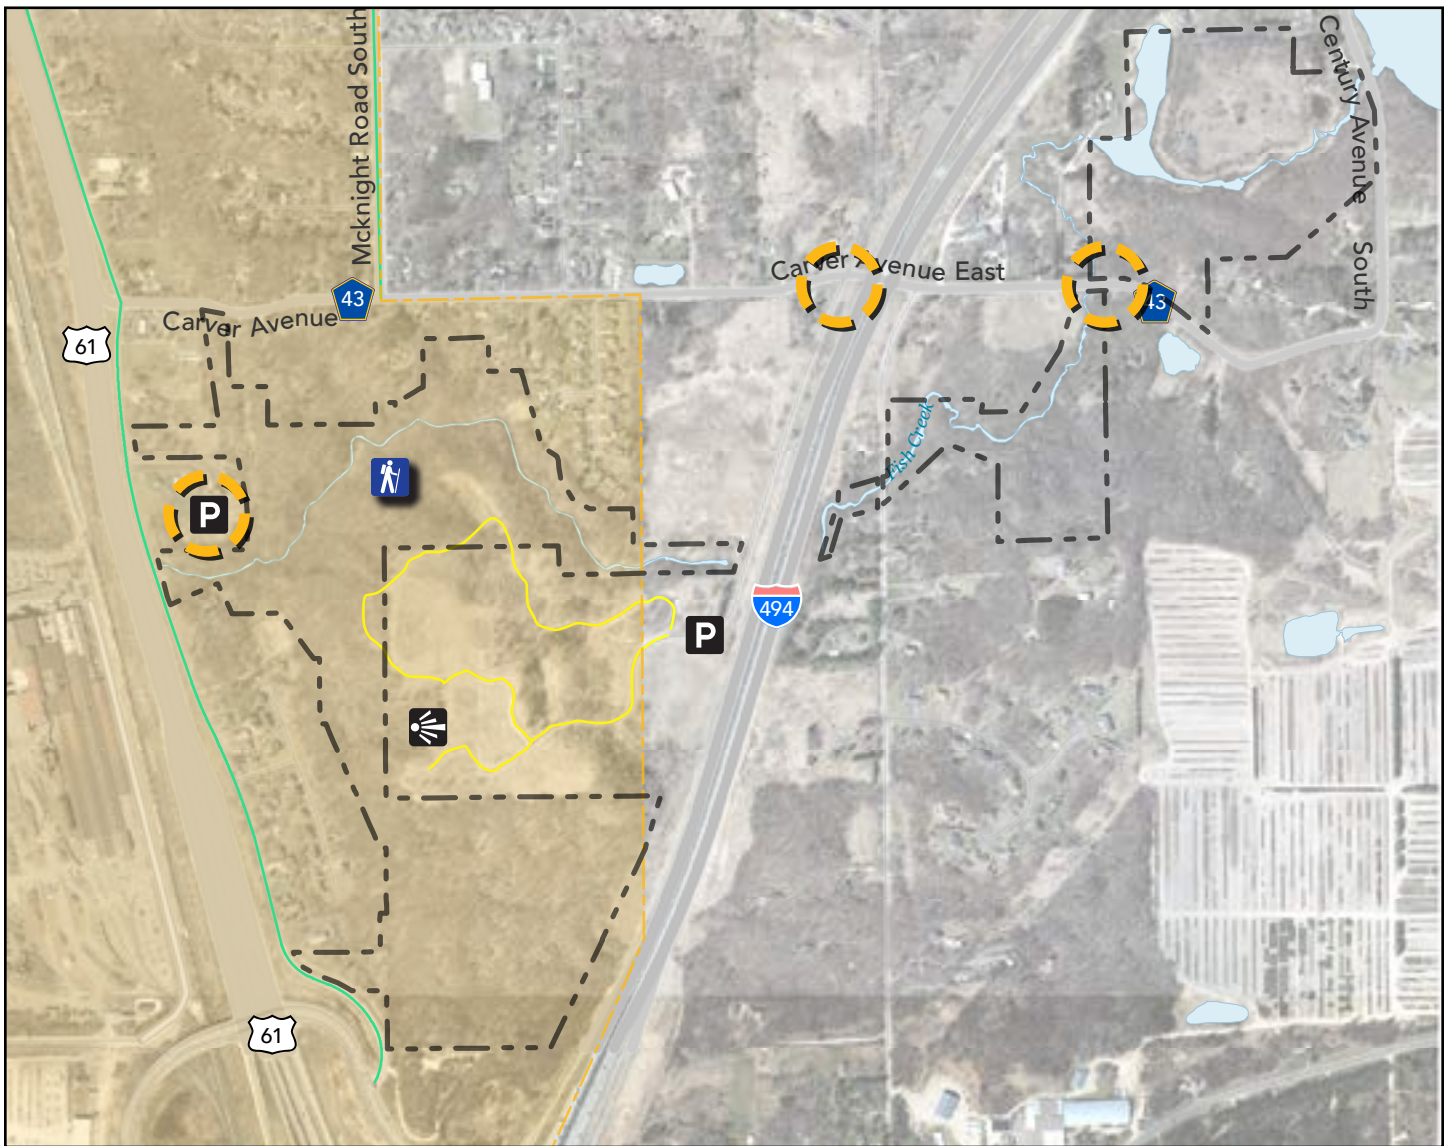 Mcknight Road South
Century Avenue South
Carver Avenue East
43
43
Carver Avenue
61
Fish Creek
P
494
P
61